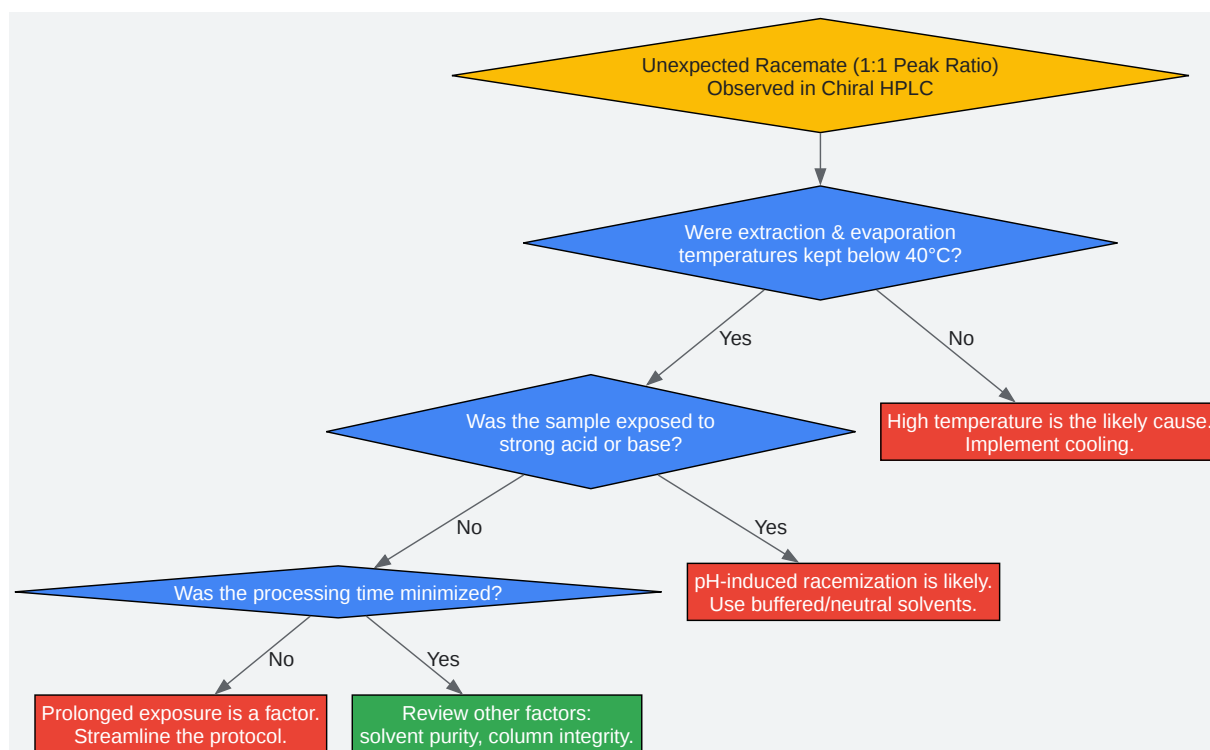 Unexpected Racemate (1:1 Peak Ratio)
Observed in Chiral HPLC
Were extraction & evaporation
temperatures kept below 40°C?
Yes
No
Was the sample exposed to
strong acid or base?
High temperature is the likely cause.
Implement cooling.
No
Yes
Was the processing time minimized?
pH-induced racemization is likely.
Use buffered/neutral solvents.
No
Yes
Prolonged exposure is a factor.
Streamline the protocol.
Review other factors:
solvent purity, column integrity.